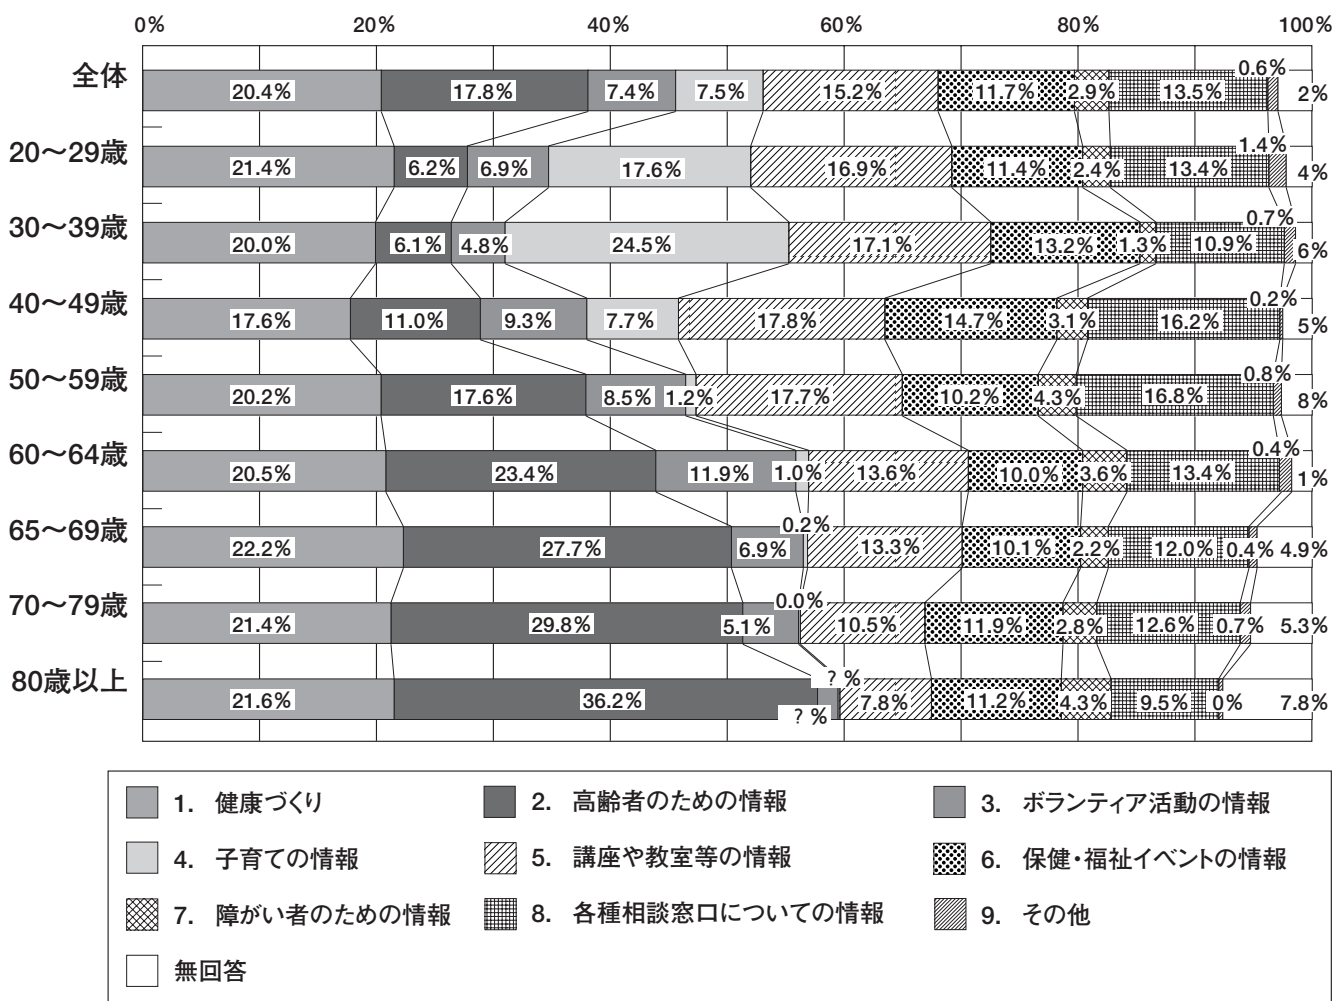 0% 20% 40% 60% 80% 100%
0.6%
全体 20.4% 17.8% 7.4% 7.5% 15.2% 11.7% 2.9% 13.5% 2%
1.4%
20〜29歳 21.4% 6.2% 6.9% 17.6% 16.9% 11.4% 2.4% 13.4% 4%
0.7%
30〜39歳 20.0% 6.1% 4.8% 24.5% 17.1% 13.2% 1.3% 10.9% 6%
0.2%
40〜49歳 17.6% 11.0% 9.3% 7.7% 17.8% 14.7% 3.1% 16.2% 5%
0.8%
50〜59歳 20.2% 17.6% 8.5% 1.2% 17.7% 10.2% 4.3% 16.8% 8%
0.4%
60〜64歳 20.5% 23.4% 11.9% 1.0% 13.6% 10.0% 3.6% 13.4% 1%
0.2%
65〜69歳 22.2% 27.7% 6.9% 13.3% 10.1% 2.2% 12.0% 0.4% 4.9%
0.0%
70〜79歳 21.4% 29.8% 5.1% 10.5% 11.9% 2.8% 12.6% 0.7% 5.3%
? %
80歳以上 21.6% 36.2% 7.8% 11.2% 4.3% 9.5% 0% 7.8%
? %
1. 健康づくり 2. 高齢者のための情報 3. ボランティア活動の情報
4. 子育ての情報 5. 講座や教室等の情報 6. 保健・福祉イベントの情報
7. 障がい者のための情報 8. 各種相談窓口についての情報 9. その他
無回答